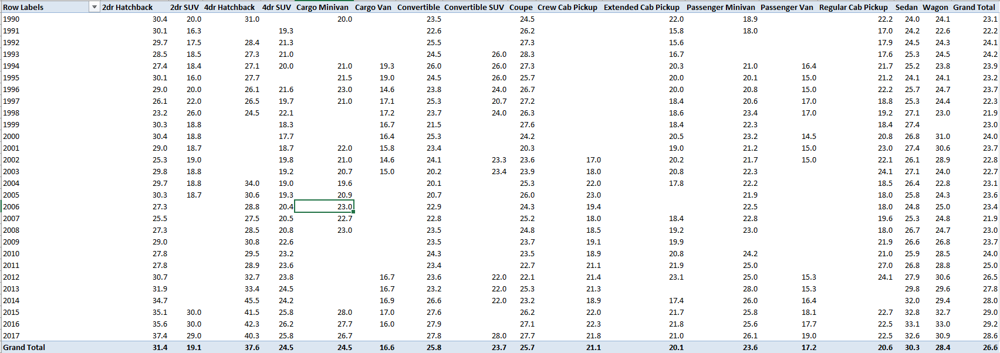 Row Labels 2dr Hatchback 2dr SUV 4dr Hatchback 4dr SUV Cargo Minivan Cargo Van Convertible Convertible SUV Coupe Crew Cab Pickup Extended Cab Pickup Passenger Minivan Passenger Van Regular Cab Pickup Sedan Wagon Grand Total
1990 30.4 20.0 31.0 20.0 23.5 24.5 22.0 18.9 22.2 24.0 24.1 23.1
1991 30.1 16.3 19.3 22.6 26.2 15.8 18.0 17.0 24.2 22.6 22.2
1992 29.7 17.5 28.4 21.3 25.5 27.3 15.6 17.9 24.5 24.3 24.1
1993 28.5 18.5 27.3 21.0 24.5 26.0 28.3 16.7 17.6 25.3 24.5 24.2
1994 27.4 18.4 27.1 20.0 21.0 19.3 26.0 26.0 27.3 20.3 21.0 16.4 21.7 25.2 23.8 23.9
1995 30.1 16.0 27.7 21.5 19.0 24.5 26.0 25.7 20.0 20.1 15.0 21.2 24.1 24.1 23.2
1996 29.0 20.0 26.1 21.6 23.0 14.6 23.8 24.0 26.7 20.0 20.8 15.0 22.2 25.7 24.7 23.7
1997 26.1 22.0 26.5 19.7 21.0 17.1 25.3 20.7 27.2 18.4 20.6 17.0 18.8 25.3 24.4 22.3
1998 23.2 26.0 24.5 22.1 17.2 23.7 24.0 26.3 18.6 23.4 17.0 19.2 27.1 23.0 21.9
1999 30.3 18.8 18.3 16.7 21.5 27.6 18.4 22.3 18.4 27.4 23.0
2000 30.4 18.8 17.7 16.4 25.3 24.2 20.5 23.2 14.5 20.8 26.8 31.0 24.0
2001 29.0 18.7 18.7 22.0 15.8 23.4 20.3 19.0 21.2 15.0 23.0 27.4 30.6 23.7
2002 25.3 19.0 19.8 21.0 14.6 24.1 23.3 23.6 17.0 20.2 21.7 15.0 22.1 26.1 28.9 22.8
2003 29.8 18.8 19.2 20.7 15.0 20.2 23.4 23.9 18.0 20.8 22.3 24.1 27.1 24.0 22.7
2004 29.7 18.8 34.0 19.0 19.6 20.1 25.3 22.0 17.8 22.2 18.5 26.4 22.8 23.1
2005 30.3 18.7 30.6 19.3 20.9 20.7 26.0 23.0 21.9 18.0 25.8 24.3 23.6
2006 27.3 28.8 20.4 23.0 22.9 24.3 19.4 22.5 18.0 24.8 25.0 23.4
2007 25.5 27.5 20.5 22.7 22.8 25.2 18.0 18.4 22.8 19.6 25.3 24.8 21.9
2008 27.3 28.5 20.8 23.0 23.5 24.8 18.5 19.2 23.0 18.0 26.7 24.7 23.0
2009 29.0 30.8 22.6 23.5 23.7 19.1 19.9 21.9 26.6 26.8 23.7
2010 27.8 29.5 23.2 24.3 23.5 18.9 20.8 24.2 21.0 25.9 28.5 24.0
2011 27.8 28.9 23.6 23.4 22.7 21.1 21.9 25.0 27.0 26.8 28.8 25.0
2012 30.7 32.7 23.8 16.7 23.6 22.0 22.1 21.4 23.1 25.0 15.3 24.1 27.9 30.6 26.5
2013 31.9 33.4 24.5 16.7 23.2 22.0 25.3 21.3 28.0 15.3 29.8 29.6 27.8
2014 34.7 45.5 24.2 16.9 26.6 22.0 23.2 18.9 17.4 26.0 16.4 32.0 29.4 28.0
2015 35.1 30.0 41.5 25.8 28.0 17.0 27.6 26.2 22.0 21.7 25.8 18.1 22.7 32.8 32.7 29.0
2016 35.6 30.0 42.3 26.2 27.7 16.0 27.9 27.1 22.3 21.8 25.6 17.7 22.5 33.1 33.0 29.2
2017 37.4 29.0 40.3 25.8 26.7 27.8 28.0 27.7 21.8 21.0 26.1 19.0 22.5 32.6 30.9 28.6
Grand Total 31.4 19.1 37.6 24.5 24.5 16.6 25.8 23.7 25.7 21.1 20.1 23.6 17.2 20.6 30.3 28.4 26.6